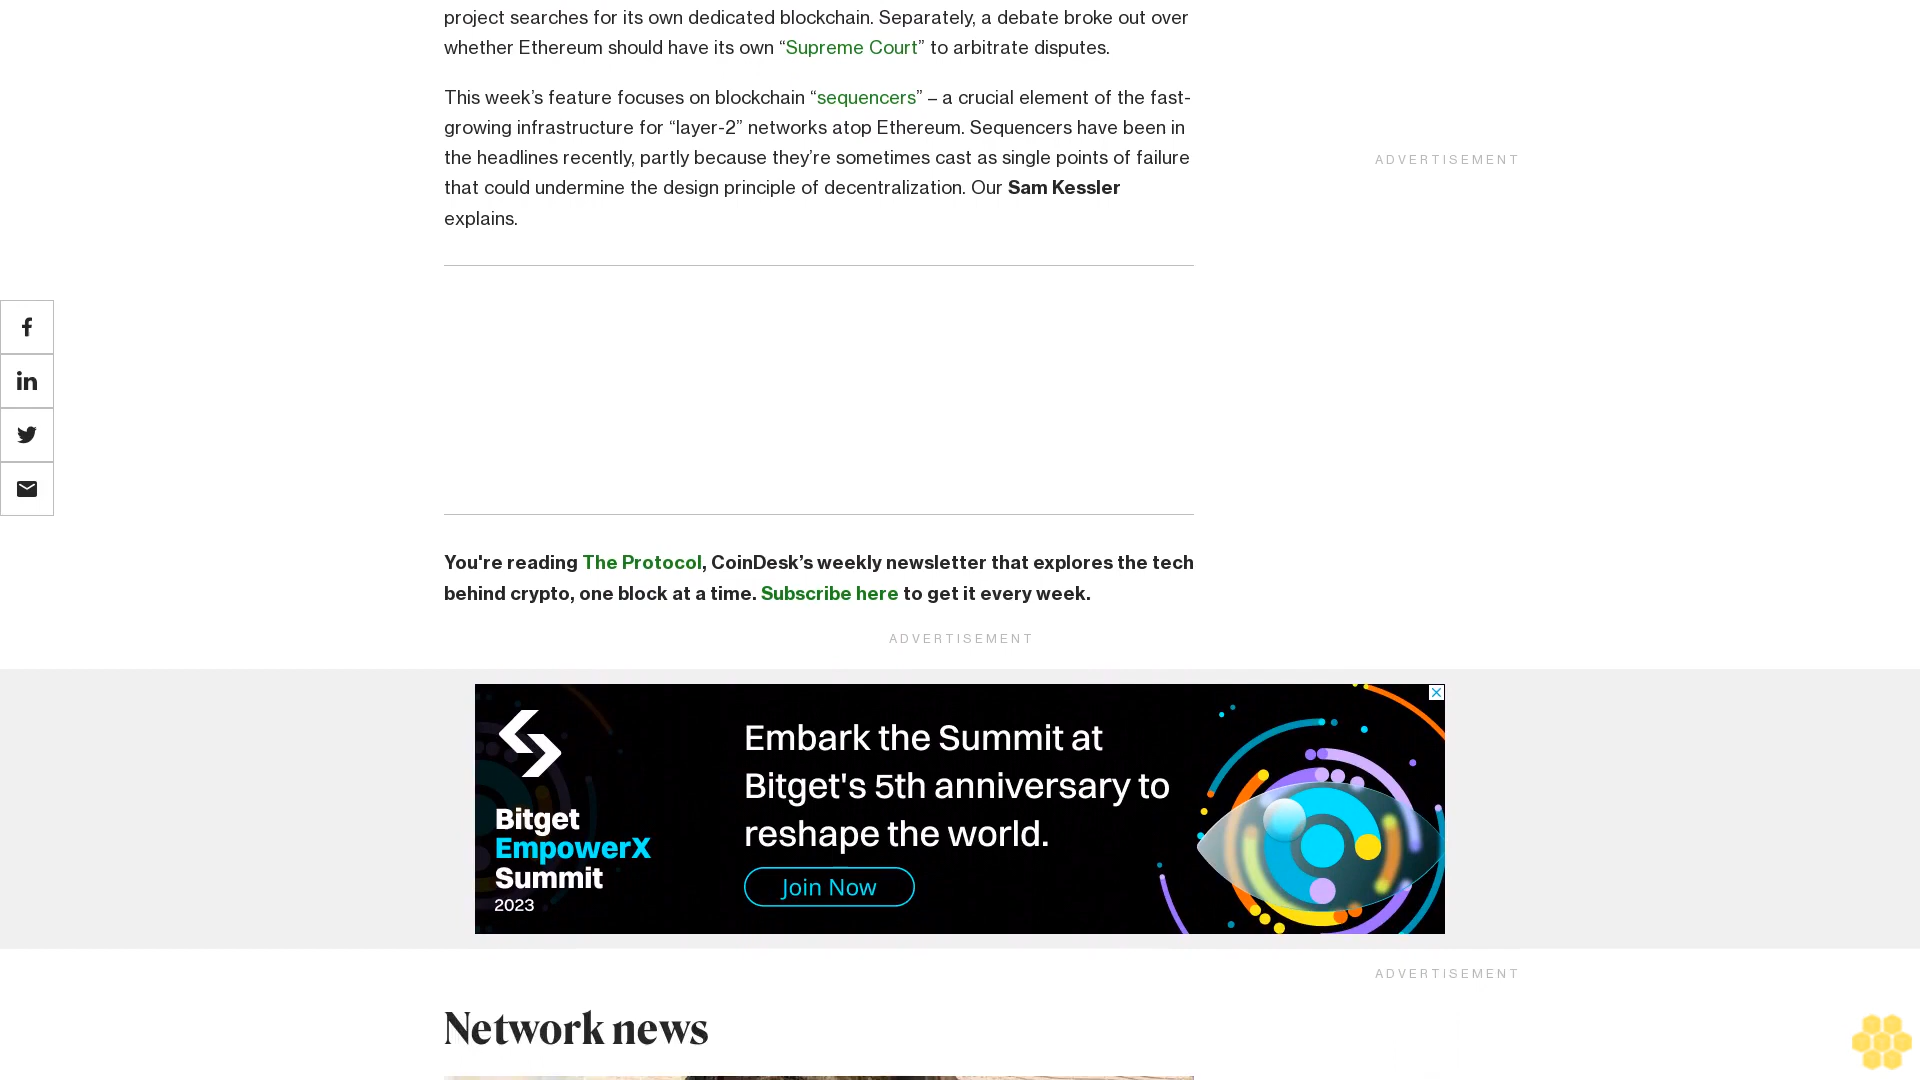 project searches for its own dedicated blockchain. Separately, a debate broke out over
whether Ethereum should have its own “Supreme Court” to arbitrate disputes.
This week’s feature focuses on blockchain “sequencers” – a crucial element of the fast-
growing infrastructure for “layer-2” networks atop Ethereum. Sequencers have been in
the headlines recently, partly because they’re sometimes cast as single points of failure
that could undermine the design principle of decentralization. Our Sam Kessler
explains.
ADVERTISEMENT
You're reading The Protocol, CoinDesk’s weekly newsletter that explores the tech
behind crypto, one block at a time. Subscribe here to get it every week.
ADVERTISEMENT
Bitget
EmpowerX
Summit
2023
Embark the Summit at
Bitget's 5th anniversary to
reshape the world.
Join Now
ADVERTISEMENT
Network news